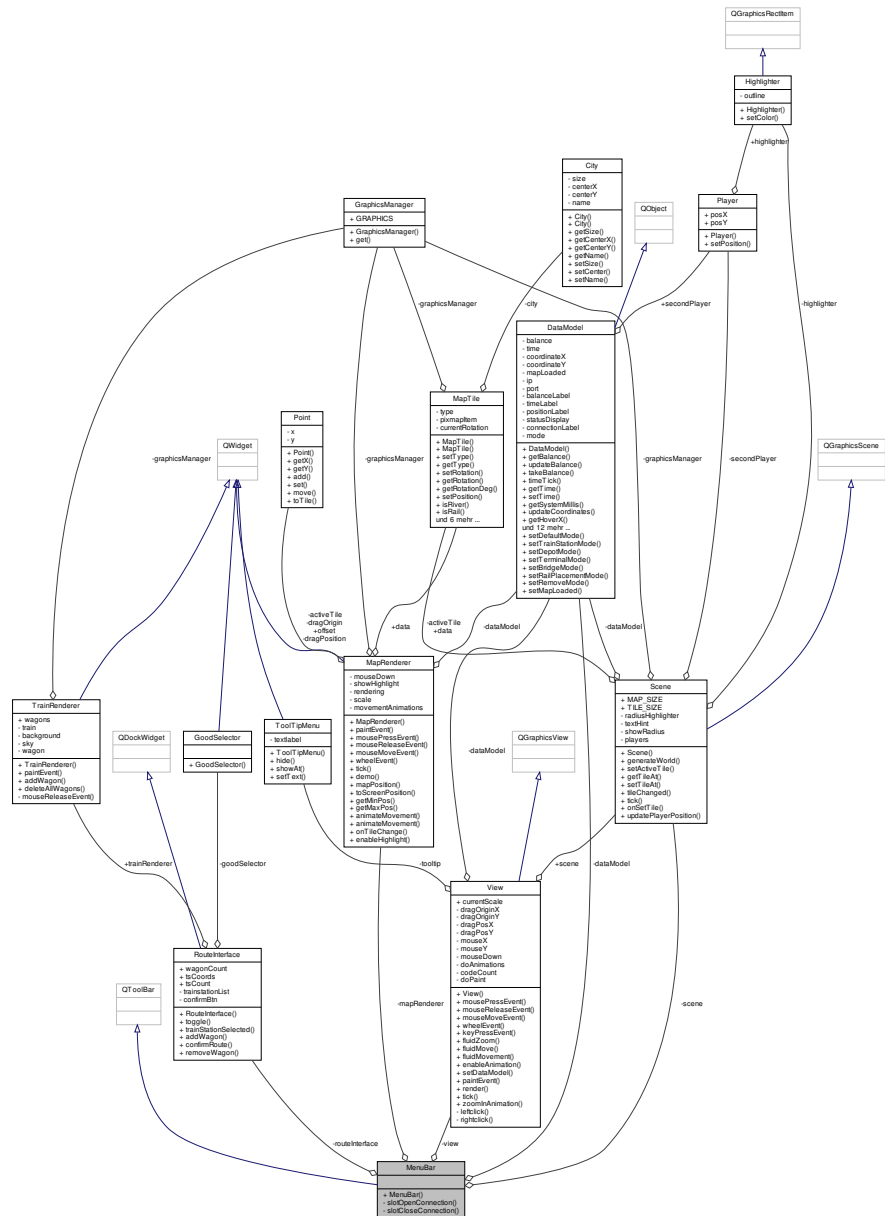 QGraphicsRectItem
Highlighter
- outline
+ Highlighter()
+ setColor()
+highlighter
City
- size
- centerX
- centerY
- name
+ City()
+ City()
+ getSize()
+ getCenterX()
+ getCenterY()
+ getName()
+ setSize()
+ setCenter()
+ setName()
GraphicsManager
+ GRAPHICS
+ GraphicsManager()
+ get()
QObject
Player
+ posX
+ posY
+ Player()
+ setPosition()
-graphicsManager
-city
+secondPlayer
-highlighter
DataModel
- balance
- time
- coordinateX
- coordinateY
- mapLoaded
- ip
- port
- balanceLabel
- timeLabel
- positionLabel
- statusDisplay
- connectionLabel
- mode
+ DataModel()
+ getBalance()
+ updateBalance()
+ takeBalance()
+ timeTick()
+ getTime()
+ setTime()
+ getSystemMillis()
+ updateCoordinates()
+ getHoverX()
und 12 mehr ...
+ setDefaultMode()
+ setTrainStationMode()
+ setDepotMode()
+ setTerminalMode()
+ setBridgeMode()
+ setRailPlacementMode()
+ setRemoveMode()
+ setMapLoaded()
MapTile
- type
- pixmapItem
- currentRotation
+ MapTile()
+ MapTile()
+ setType()
+ getType()
+ setRotation()
+ getRotation()
+ getRotationDeg()
+ setPosition()
+ isRiver()
+ isRail()
und 6 mehr ...
Point
- x
- y
+ Point()
+ getX()
+ getY()
+ add()
+ set()
+ move()
+ toTile()
QWidget
QGraphicsScene
-graphicsManager
-graphicsManager
-graphicsManager
-secondPlayer
-activeTile
-dragOrigin
+offset
-dragPosition
+data
-activeTile
+data
-dataModel
-dataModel
MapRenderer
- mouseDown
- showHighlight
- rendering
- scale
- movementAnimations
+ MapRenderer()
+ paintEvent()
+ mousePressEvent()
+ mouseReleaseEvent()
+ mouseMoveEvent()
+ wheelEvent()
+ tick()
+ demo()
+ mapPosition()
+ toScreenPosition()
+ getMinPos()
+ getMaxPos()
+ animateMovement()
+ animateMovement()
+ onTileChange()
+ enableHighlight()
Scene
+ MAP_SIZE
+ TILE_SIZE
- radiusHighlighter
- textHint
- showRadius
- players
+ Scene()
+ generateWorld()
+ setActiveTile()
+ getTileAt()
+ setTileAt()
+ tileChanged()
+ tick()
+ onSetTile()
+ updatePlayerPosition()
TrainRenderer
+ wagons
- train
- background
- sky
- wagon
+ TrainRenderer()
+ paintEvent()
+ addWagon()
+ deleteAllWagons()
- mouseReleaseEvent()
QDockWidget
GoodSelector
+ GoodSelector()
ToolTipMenu
- textlabel
+ ToolTipMenu()
+ hide()
+ showAt()
+ setText()
QGraphicsView
-dataModel
+trainRenderer
-goodSelector
-tooltip
+scene
-dataModel
View
+ currentScale
- dragOriginX
- dragOriginY
- dragPosX
- dragPosY
- mouseX
- mouseY
- mouseDown
- doAnimations
- codeCount
- doPaint
+ View()
+ mousePressEvent()
+ mouseReleaseEvent()
+ mouseMoveEvent()
+ wheelEvent()
+ keyPressEvent()
+ fluidZoom()
+ fluidMove()
+ fluidMovement()
+ enableAnimation()
+ setDataModel()
+ paintEvent()
+ render()
+ tick()
+ zoomInAnimation()
- leftclick()
- rightclick()
RouteInterface
+ wagonCount
+ tsCoords
+ tsCount
- trainstationList
- confirmBtn
+ RouteInterface()
+ toggle()
+ trainStationSelected()
+ addWagon()
+ confirmRoute()
+ removeWagon()
QToolBar
-mapRenderer
-scene
-routeInterface
-view
MenuBar
+ MenuBar()
- slotOpenConnection()
- slotCloseConnection()